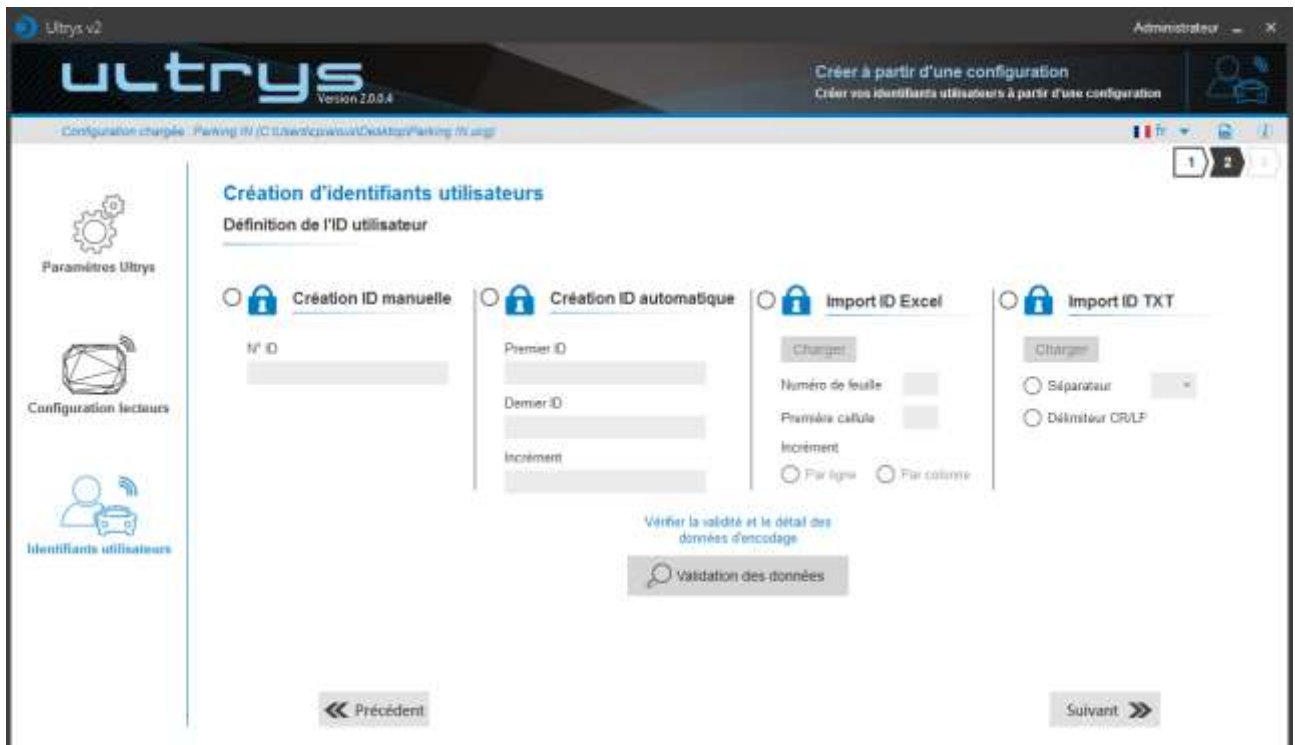 Ultrys v2
Administrateur
ultrys
Version 2.0.0.4
Créer à partir d'une configuration
Créer vos identifiants utilisateurs à partir d'une configuration
Configuration chargée : Parking IN
fr
1 2
Création d'identifiants utilisateurs
Définition de l'ID utilisateur
Paramètres Ultrys
Configuration lecteurs
Identifiants utilisateurs
Création ID manuelle
N° ID
Création ID automatique
Premier ID
Dernier ID
Incrément
Import ID Excel
Charger
Numéro de feuille
Première cellule
Incrément
Par ligne Par colonne
Import ID TXT
Charger
Séparateur
Délimiteur CR/LF
Vérifier la validité et le détail des
données d'encodage
Validation des données
Précédent
Suivant